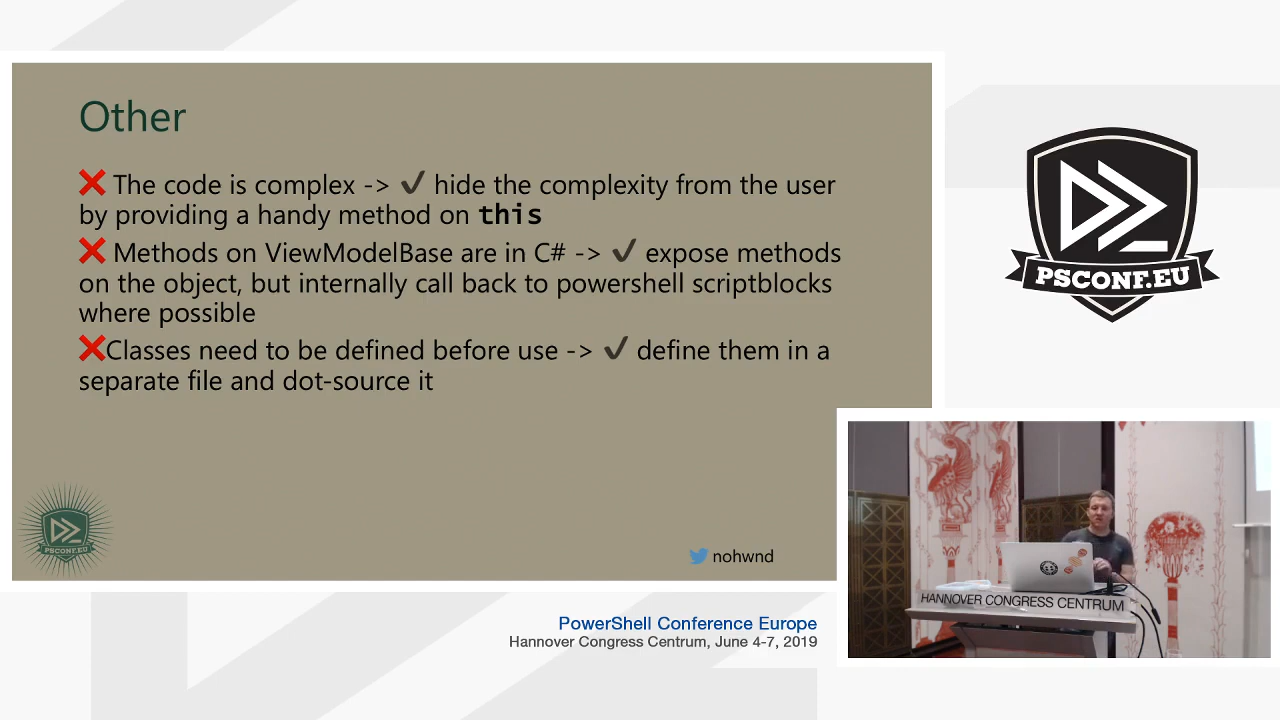 Other
❌ The code is complex -> ✔ hide the complexity from the user
by providing a handy method on this
❌ Methods on ViewModelBase are in C# -> ✔ expose methods
on the object, but internally call back to powershell scriptblocks
where possible
❌Classes need to be defined before use -> ✔ define them in a
separate file and dot-source it
PSCONF.EU
nohwnd
PSCONF.EU
HANNOVER CONGRESS CENTRUM
PowerShell Conference Europe
Hannover Congress Centrum, June 4-7, 2019